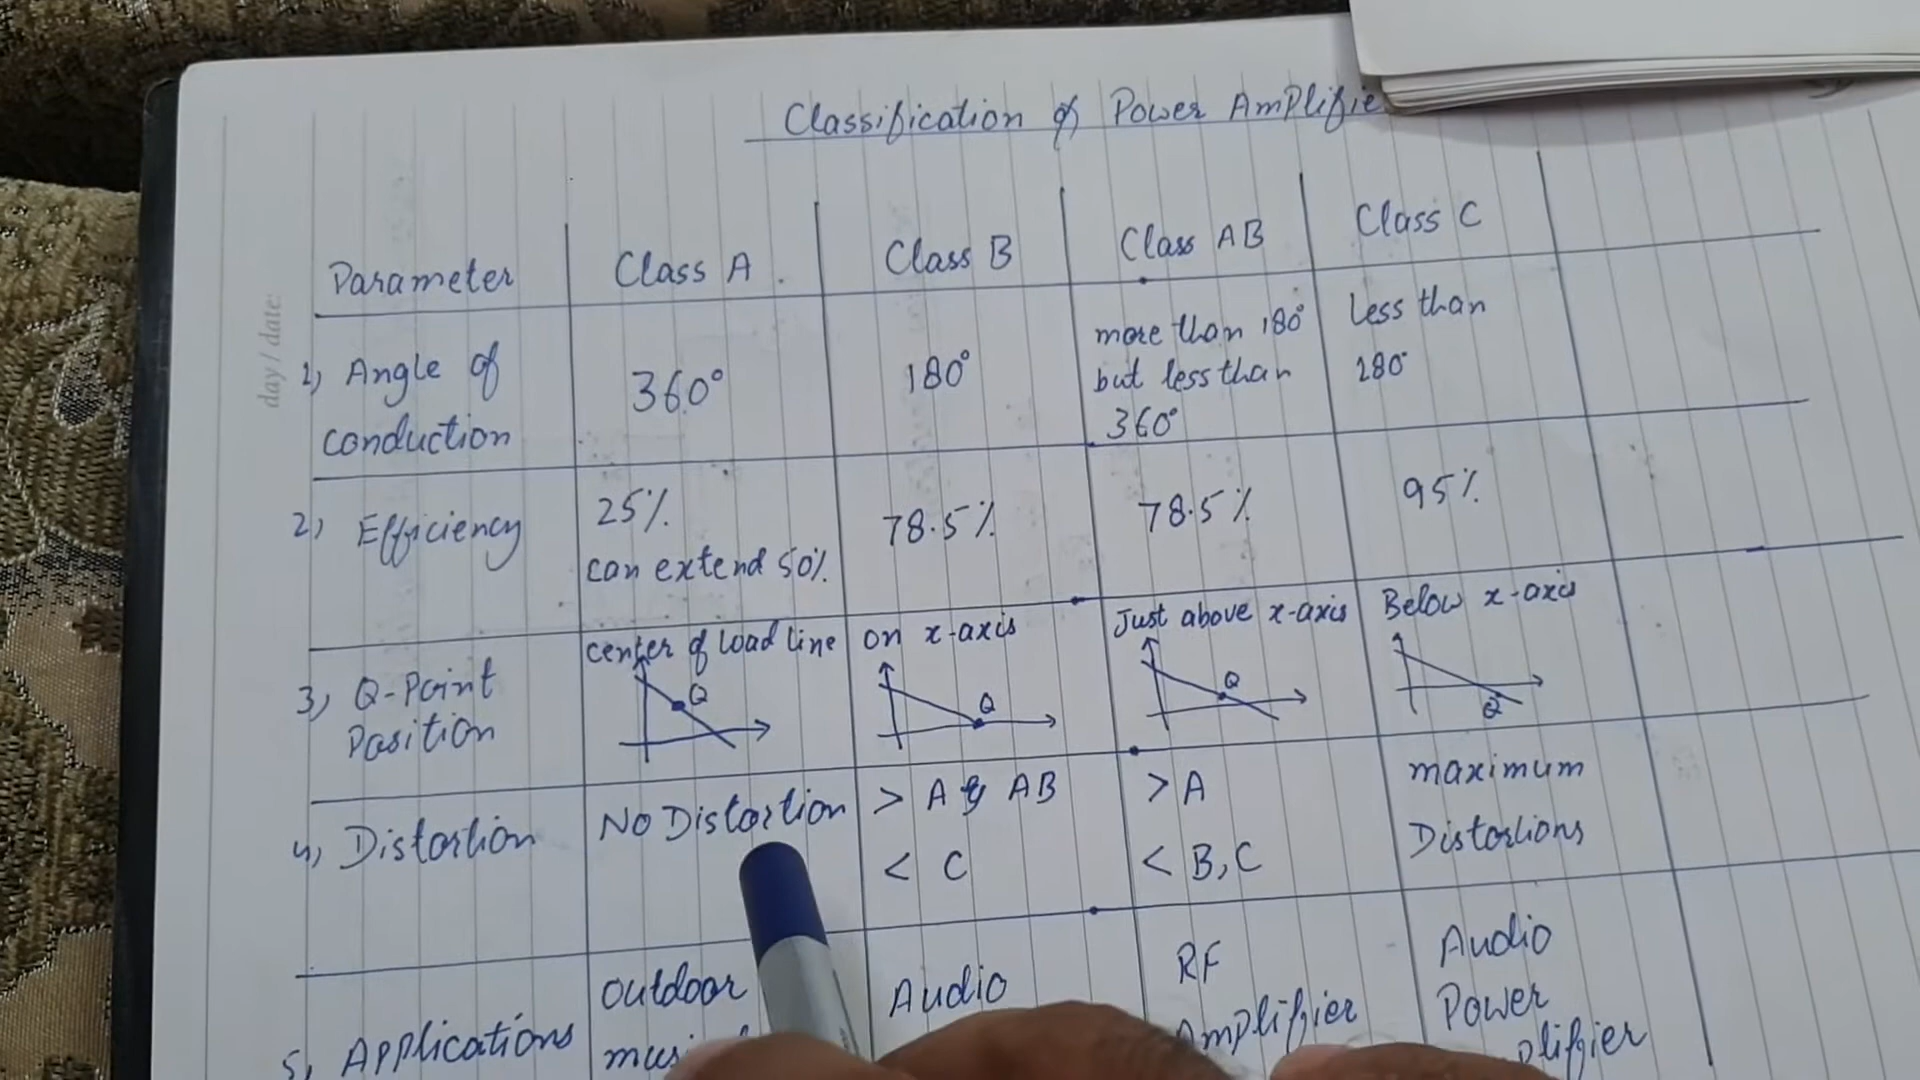 Classification of Power Amplifie
day / date:
Parameter
Class A
Class B
Class AB
Class C
1) Angle of
conduction
360°
180°
more than 180°
but less than
360°
Less than
180°
2) Efficiency
25%
can extend 50%
78.5%
78.5%
95%
3) Q-Point
Position
center of load line
Q
on x-axis
Q
Just above x-axis
Q
Below x-axis
Q
4) Distortion
NO Distortion
> A & AB
< C
> A
< B, C
maximum
Distortions
5) Applications
Outdoor
Audio
RF
Amplifier
Audio
Power
plifier